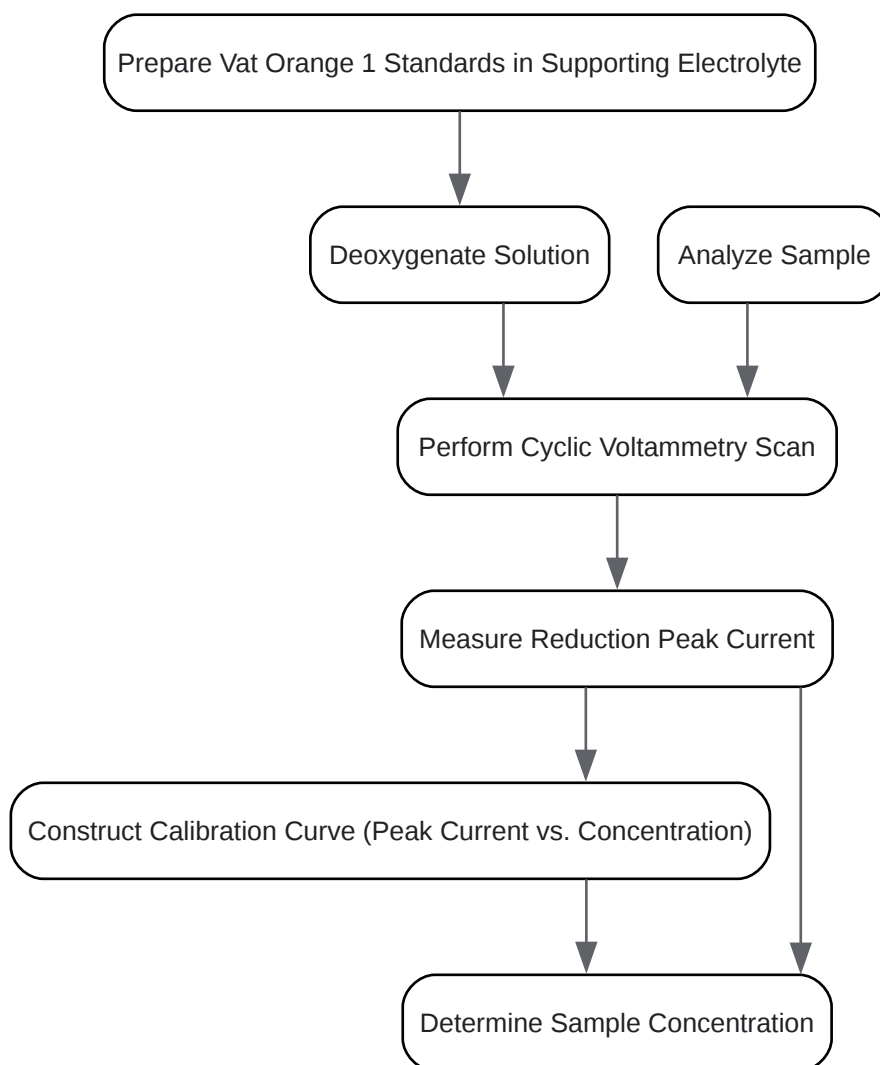 Prepare Vat Orange 1 Standards in Supporting Electrolyte
Deoxygenate Solution
Analyze Sample
Perform Cyclic Voltammetry Scan
Measure Reduction Peak Current
Construct Calibration Curve (Peak Current vs. Concentration)
Determine Sample Concentration